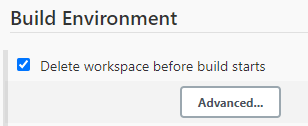 Build Environment
Delete workspace before build starts
Advanced...